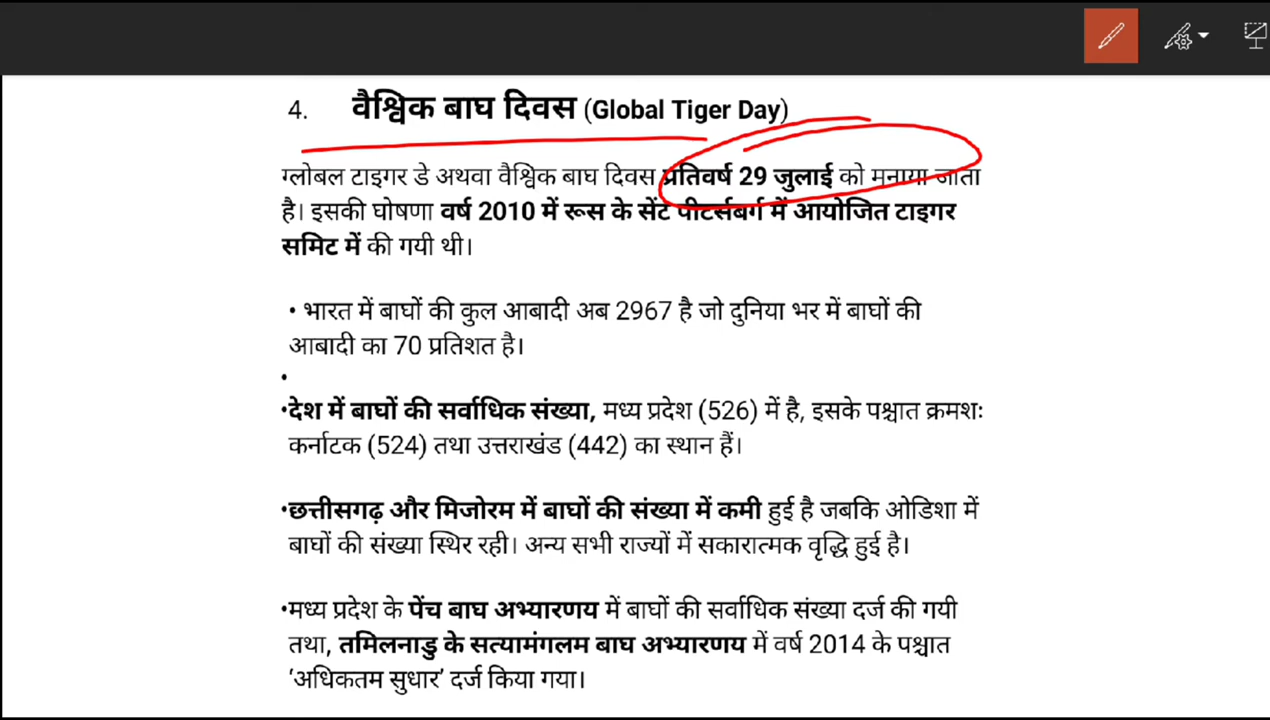 4. वैश्विक बाघ दिवस (Global Tiger Day)
ग्लोबल टाइगर डे अथवा वैश्विक बाघ दिवस प्रतिवर्ष 29 जुलाई को मनाया जाता
है। इसकी घोषणा वर्ष 2010 में रूस के सेंट पीटर्सबर्ग में आयोजित टाइगर
समिट में की गयी थी।
• भारत में बाघों की कुल आबादी अब 2967 है जो दुनिया भर में बाघों की
आबादी का 70 प्रतिशत है।
•
•देश में बाघों की सर्वाधिक संख्या, मध्य प्रदेश (526) में है, इसके पश्चात क्रमशः
कर्नाटक (524) तथा उत्तराखंड (442) का स्थान हैं।
•छत्तीसगढ़ और मिजोरम में बाघों की संख्या में कमी हुई है जबकि ओडिशा में
बाघों की संख्या स्थिर रही। अन्य सभी राज्यों में सकारात्मक वृद्धि हुई है।
•मध्य प्रदेश के पेंच बाघ अभ्यारणय में बाघों की सर्वाधिक संख्या दर्ज की गयी
तथा, तमिलनाडु के सत्यामंगलम बाघ अभ्यारणय में वर्ष 2014 के पश्चात
‘अधिकतम सुधार’ दर्ज किया गया।